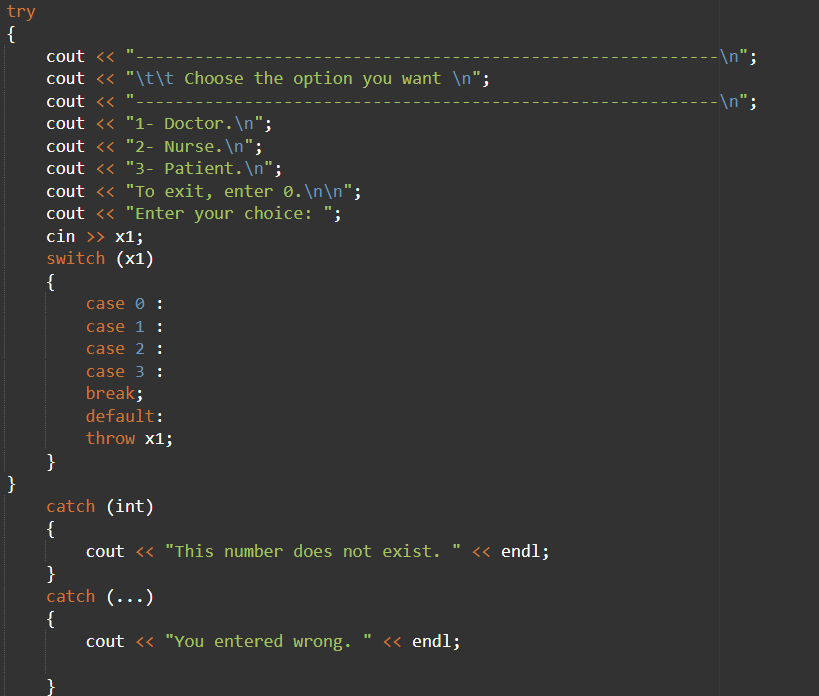 try
{
cout << "-----------------------------------------------------------\n";
cout << "\t\t Choose the option you want \n";
cout << "-----------------------------------------------------------\n";
cout << "1- Doctor.\n";
cout << "2- Nurse.\n";
cout << "3- Patient.\n";
cout << "To exit, enter 0.\n\n";
cout << "Enter your choice: ";
cin >> x1;
switch (x1)
{
case 0 :
case 1 :
case 2 :
case 3 :
break;
default:
throw x1;
}
}
catch (int)
{
cout << "This number does not exist. " << endl;
}
catch (...)
{
cout << "You entered wrong. " << endl;
}